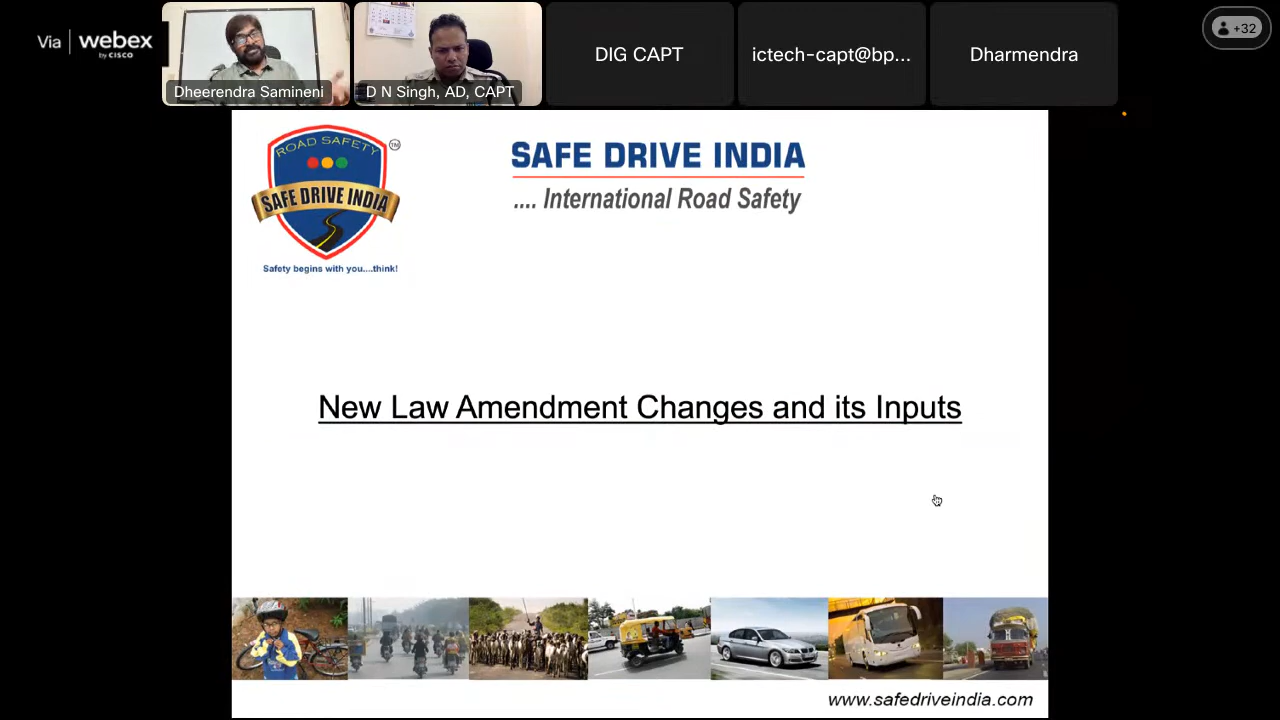 Via
webex
by CISCO
Dheerendra Samineni
D N Singh, AD, CAPT
DIG CAPT
ictech-capt@bp...
Dharmendra
+32
ROAD SAFETY
TM
SAFE DRIVE INDIA
Safety begins with you....think!
SAFE DRIVE INDIA
.... International Road Safety
New Law Amendment Changes and its Inputs
www.safedriveindia.com